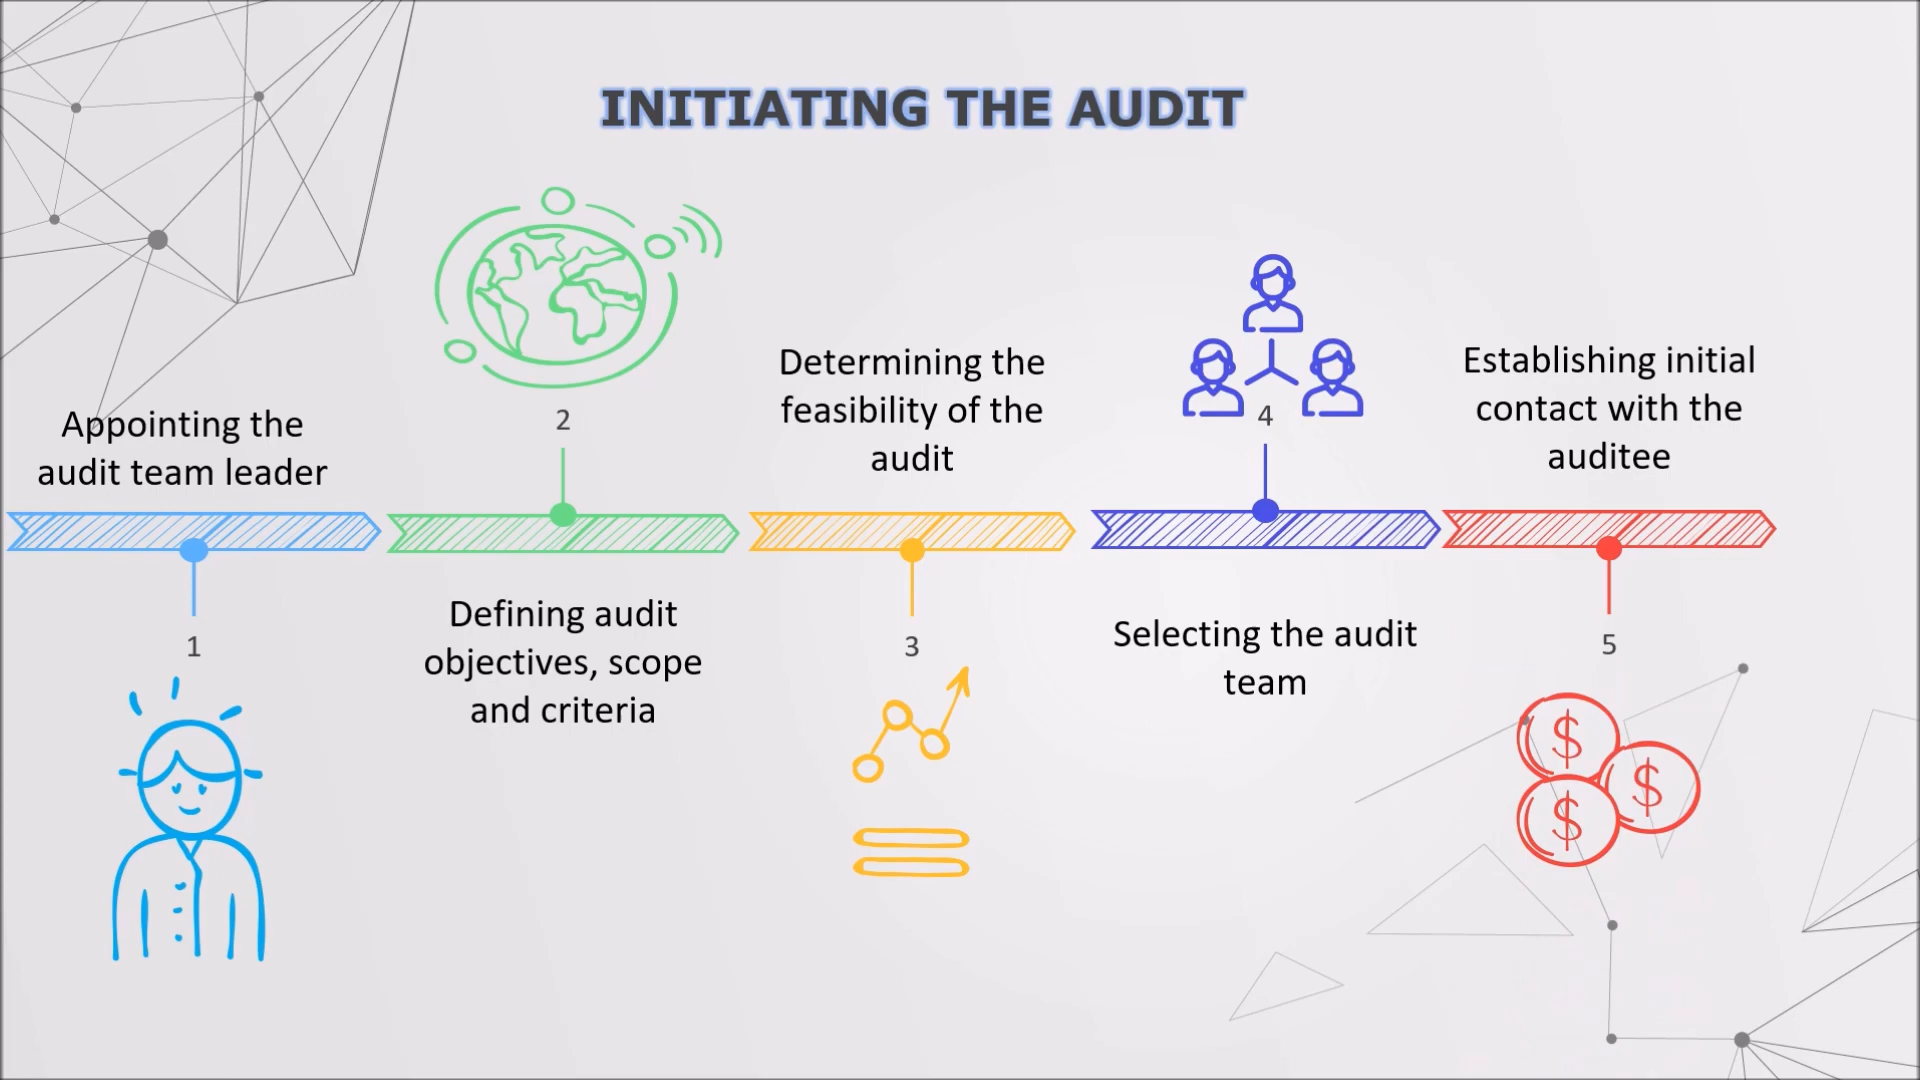 INITIATING THE AUDIT
Appointing the
audit team leader
1
2
Defining audit
objectives, scope
and criteria
Determining the
feasibility of the
audit
3
4
Selecting the audit
team
Establishing initial
contact with the
auditee
5
$
$
$